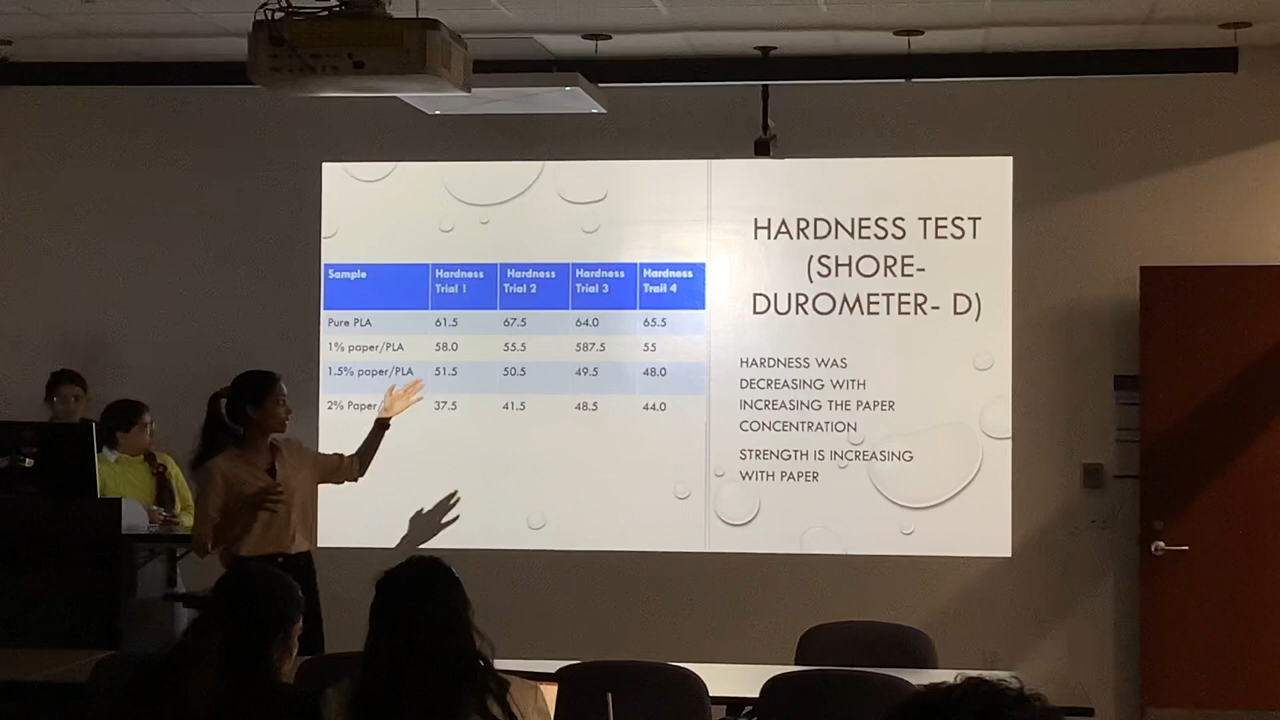 HARDNESS TEST
(SHORE-
DUROMETER- D)
Sample Hardness Trial 1 Hardness Trial 2 Hardness Trial 3 Hardness Trail 4
Pure PLA 61.5 67.5 64.0 65.5
1% paper/PLA 58.0 55.5 587.5 55
1.5% paper/PLA 51.5 50.5 49.5 48.0
2% Paper/ 37.5 41.5 48.5 44.0
HARDNESS WAS
DECREASING WITH
INCREASING THE PAPER
CONCENTRATION
STRENGTH IS INCREASING
WITH PAPER